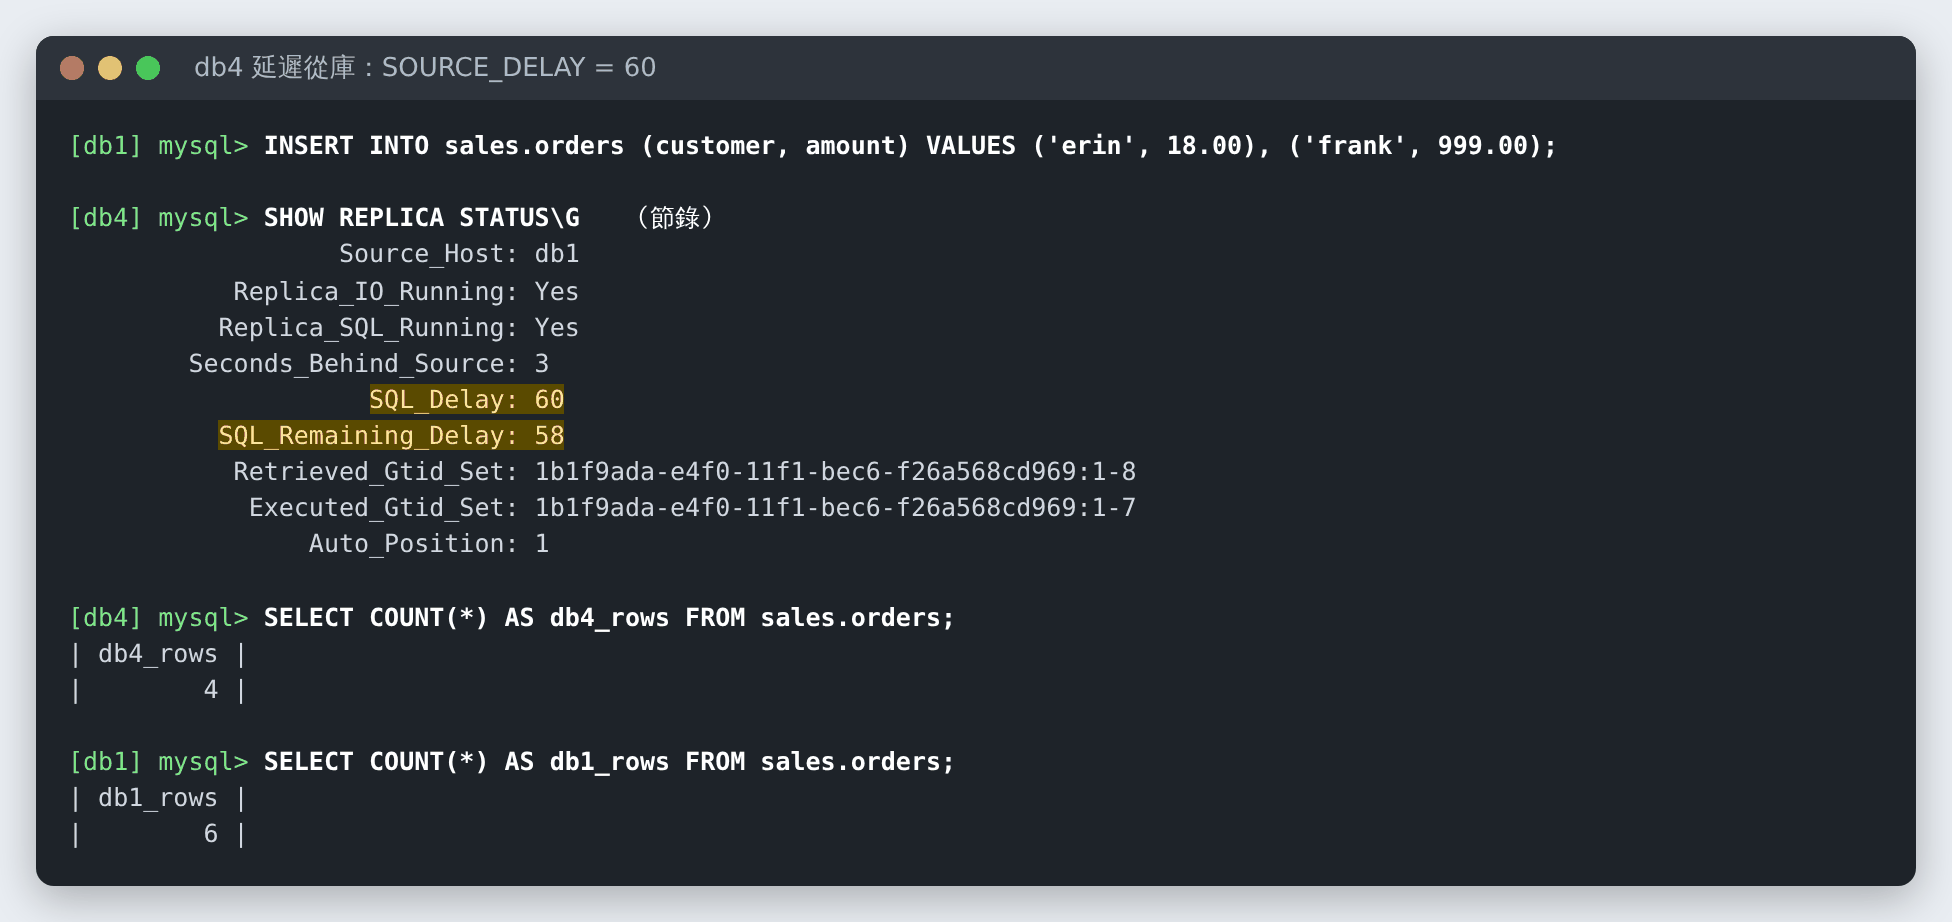 db4 延遲從庫：SOURCE_DELAY = 60
[db1] mysql> INSERT INTO sales.orders (customer, amount) VALUES ('erin', 18.00), ('frank', 999.00);
[db4] mysql> SHOW REPLICA STATUS\G （節錄）
Source_Host: db1
Replica_IO_Running: Yes
Replica_SQL_Running: Yes
Seconds_Behind_Source: 3
SQL_Delay: 60
SQL_Remaining_Delay: 58
Retrieved_Gtid_Set: 1b1f9ada-e4f0-11f1-bec6-f26a568cd969:1-8
Executed_Gtid_Set: 1b1f9ada-e4f0-11f1-bec6-f26a568cd969:1-7
Auto_Position: 1
[db4] mysql> SELECT COUNT(*) AS db4_rows FROM sales.orders;
| db4_rows |
|        4 |
[db1] mysql> SELECT COUNT(*) AS db1_rows FROM sales.orders;
| db1_rows |
|        6 |